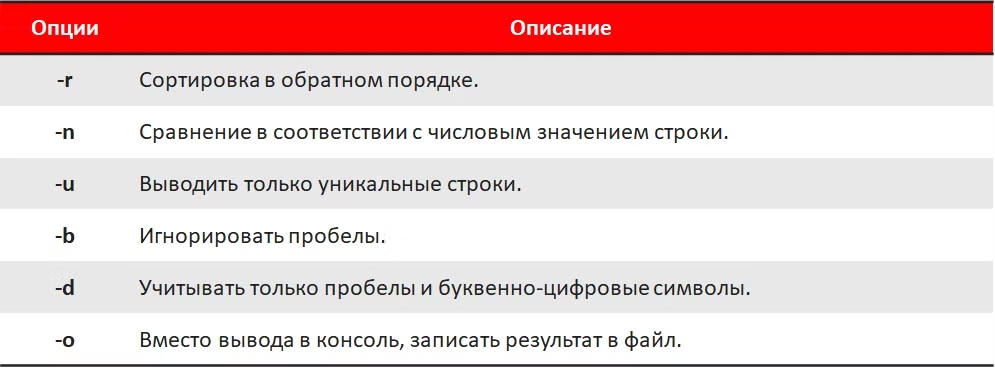 Опции Описание
-r Сортировка в обратном порядке.
-n Сравнение в соответствии с числовым значением строки.
-u Выводить только уникальные строки.
-b Игнорировать пробелы.
-d Учитывать только пробелы и буквенно-цифровые символы.
-o Вместо вывода в консоль, записать результат в файл.